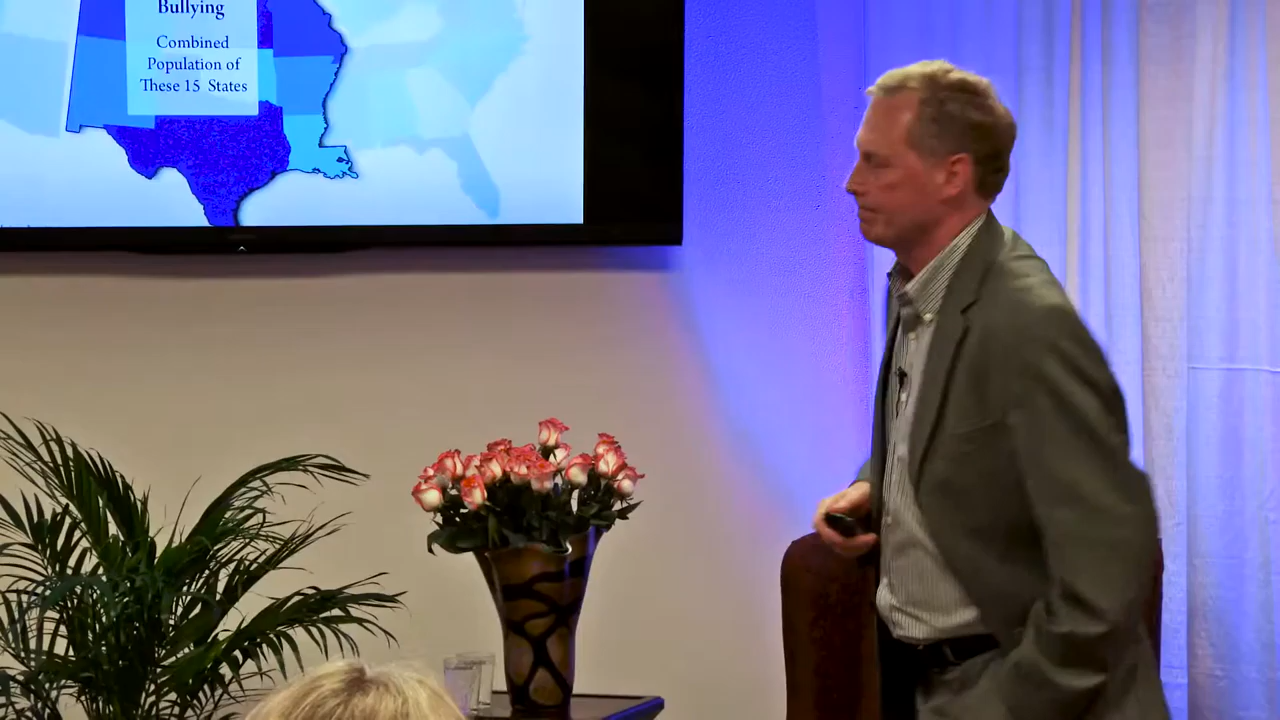 Bullying
Combined
Population of
These 15 States